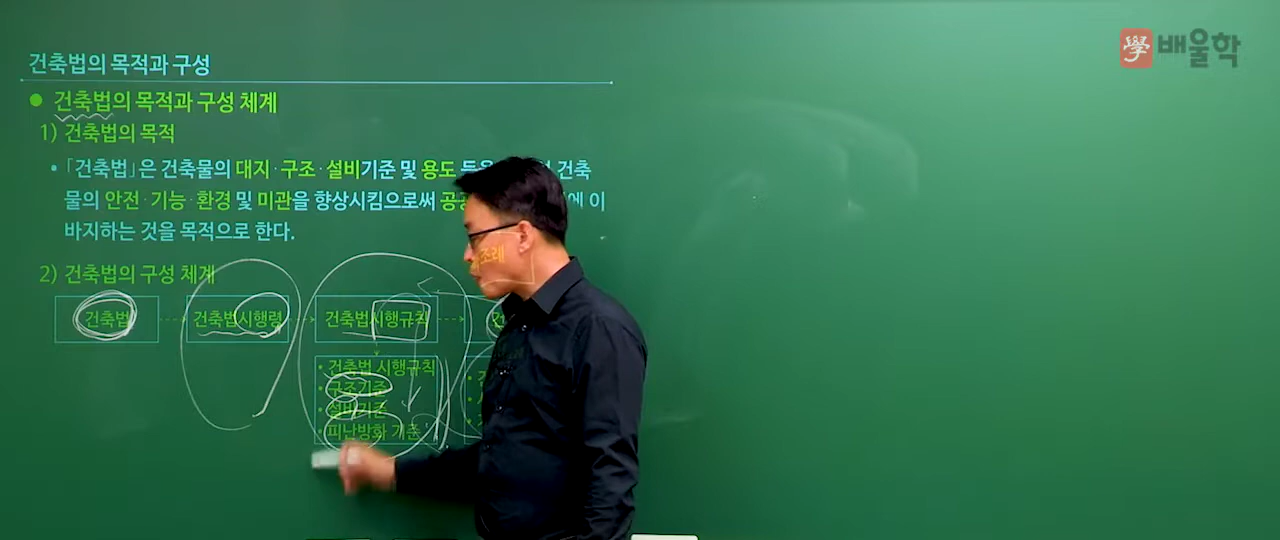 學 배울학
건축법의 목적과 구성
● 건축법의 목적과 구성 체계
1) 건축법의 목적
• 「건축법」은 건축물의 대지·구조·설비기준 및 용도 건축
물의 안전·기능·환경 및 미관을 향상시킴으로써 이
바지하는 것을 목적으로 한다.
2) 건축법의 구성 체계
건축법
건축법시행령
건축법시행규칙
조례
• 건축법 시행규칙
• 구조기준
• 설비기준
• 피난방화 기준